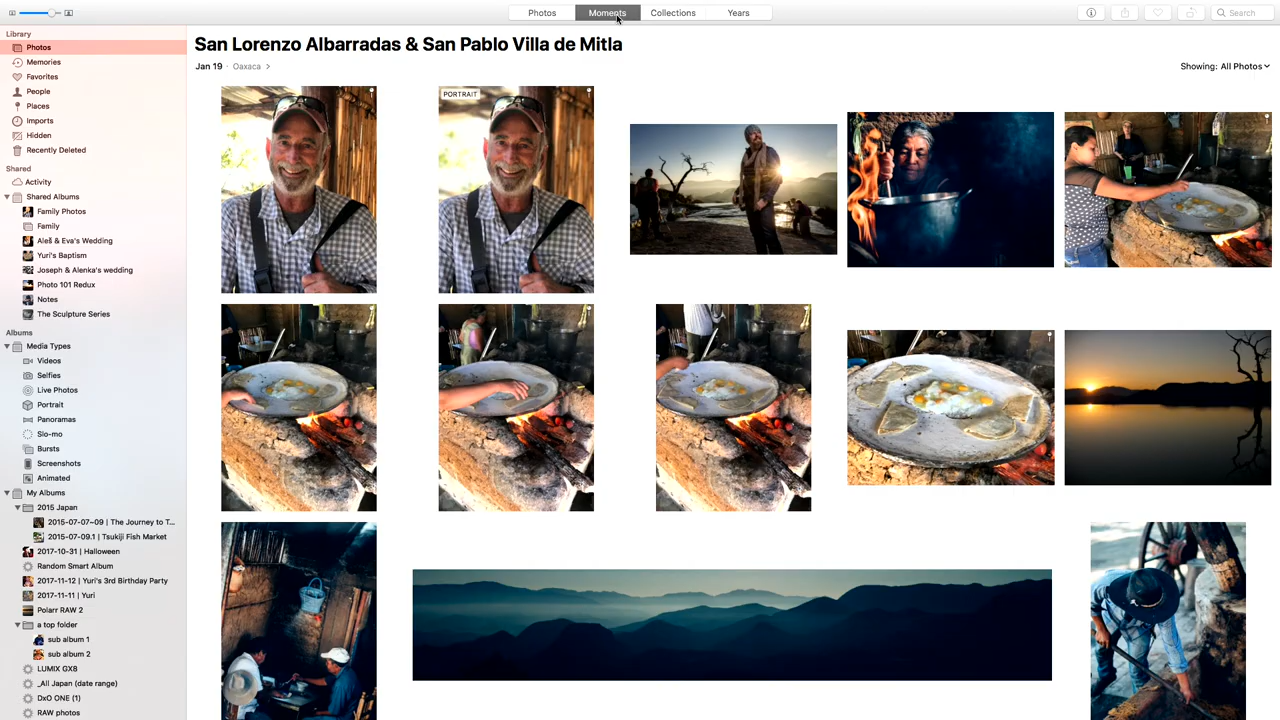 Photos
Moments
Collections
Years
Search
Library
Photos
Memories
Favorites
People
Places
Imports
Hidden
Recently Deleted
Shared
Activity
Shared Albums
Family Photos
Family
Aleš & Eva's Wedding
Yuri's Baptism
Joseph & Alenka's wedding
Photo 101 Redux
Notes
The Sculpture Series
Albums
Media Types
Videos
Selfies
Live Photos
Portrait
Panoramas
Slo-mo
Bursts
Screenshots
Animated
My Albums
2015 Japan
2015-07-07~09 | The Journey to T...
2015-07-09.1 | Tsukiji Fish Market
2017-10-31 | Halloween
Random Smart Album
2017-11-12 | Yuri's 3rd Birthday Party
2017-11-11 | Yuri
Polarr RAW 2
a top folder
sub album 1
sub album 2
LUMIX GX8
_All Japan (date range)
DxO ONE (1)
RAW photos
San Lorenzo Albarradas & San Pablo Villa de Mitla
Jan 19 · Oaxaca >
Showing: All Photos
PORTRAIT